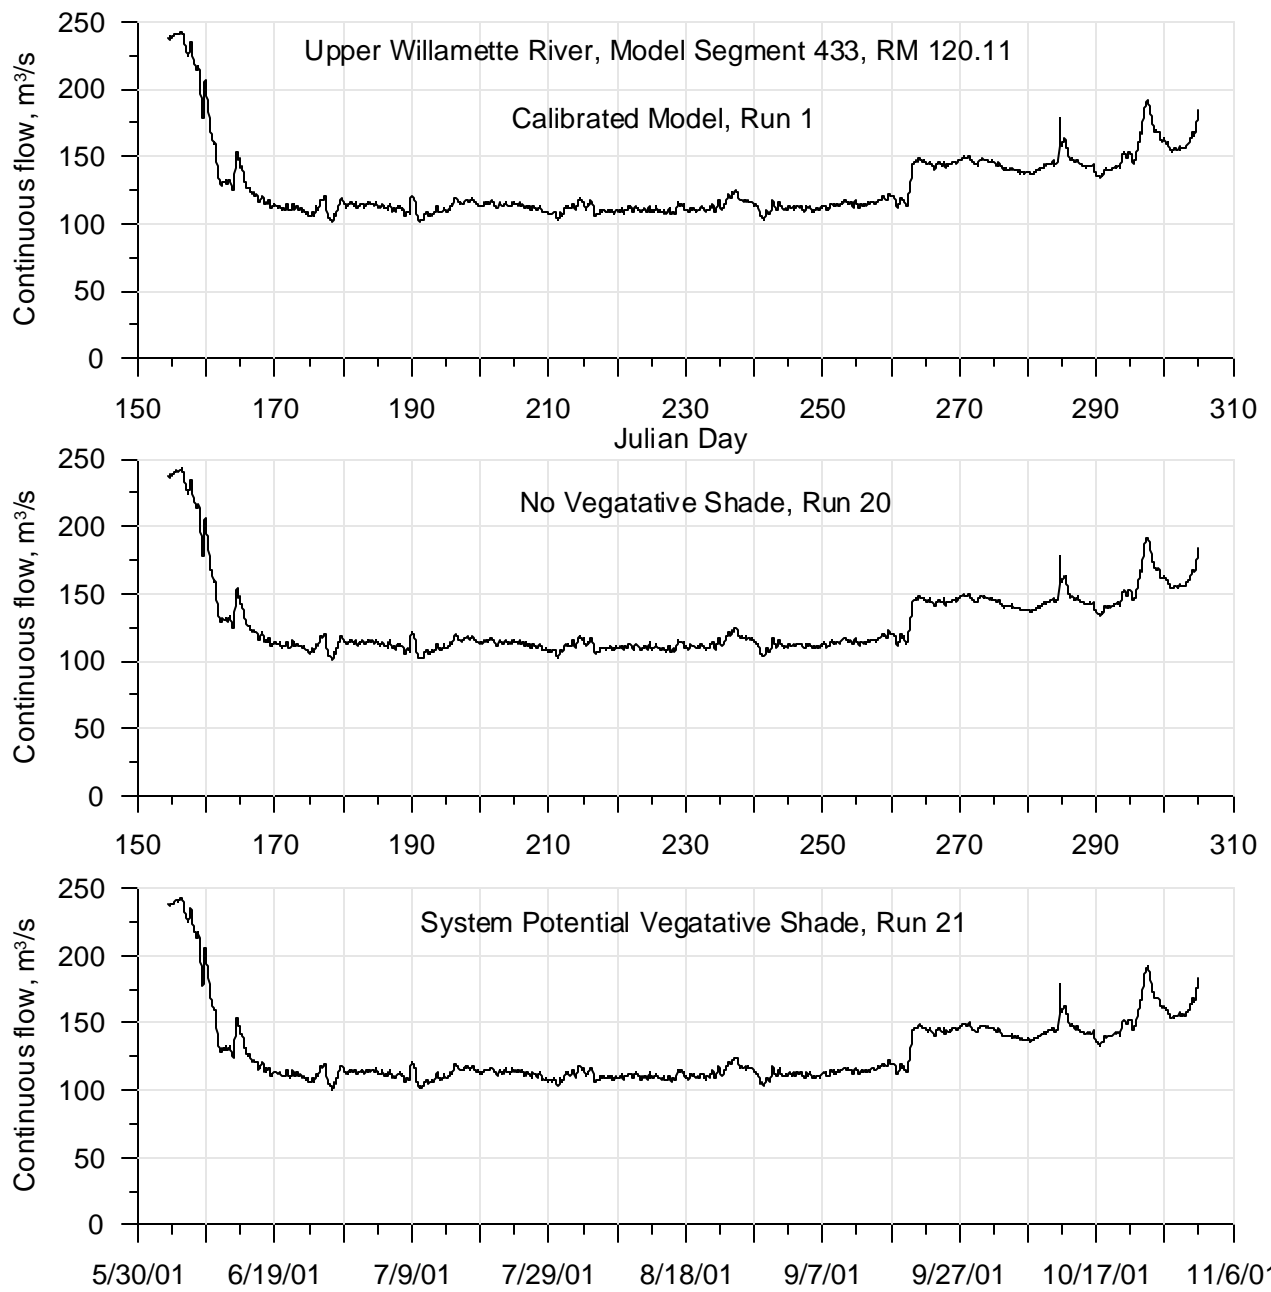 Upper Willamette River, Model Segment 433, RM 120.11
Calibrated Model, Run 1
Continuous flow, m³/s
250
200
150
100
50
0
150 170 190 210 230 250 270 290 310
Julian Day
No Vegatative Shade, Run 20
Continuous flow, m³/s
250
200
150
100
50
0
150 170 190 210 230 250 270 290 310
System Potential Vegatative Shade, Run 21
Continuous flow, m³/s
250
200
150
100
50
0
5/30/01 6/19/01 7/9/01 7/29/01 8/18/01 9/7/01 9/27/01 10/17/01 11/6/0